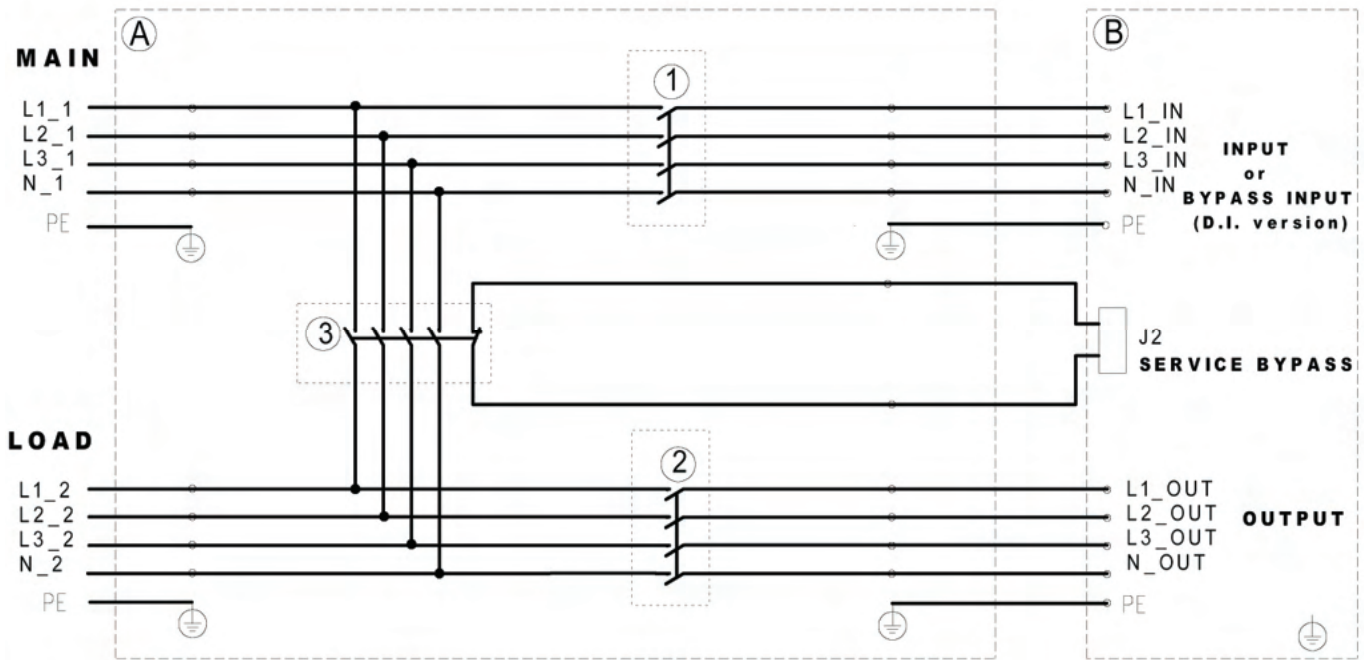 A
B
MAIN
1
L1_1
L2_1
L3_1
N_1
PE
L1_IN
L2_IN
L3_IN
N_IN
PE
INPUT
or
BYPASS INPUT
(D.I. version)
3
J2
SERVICE BYPASS
LOAD
2
L1_2
L2_2
L3_2
N_2
PE
L1_OUT
L2_OUT
L3_OUT
N_OUT
PE
OUTPUT